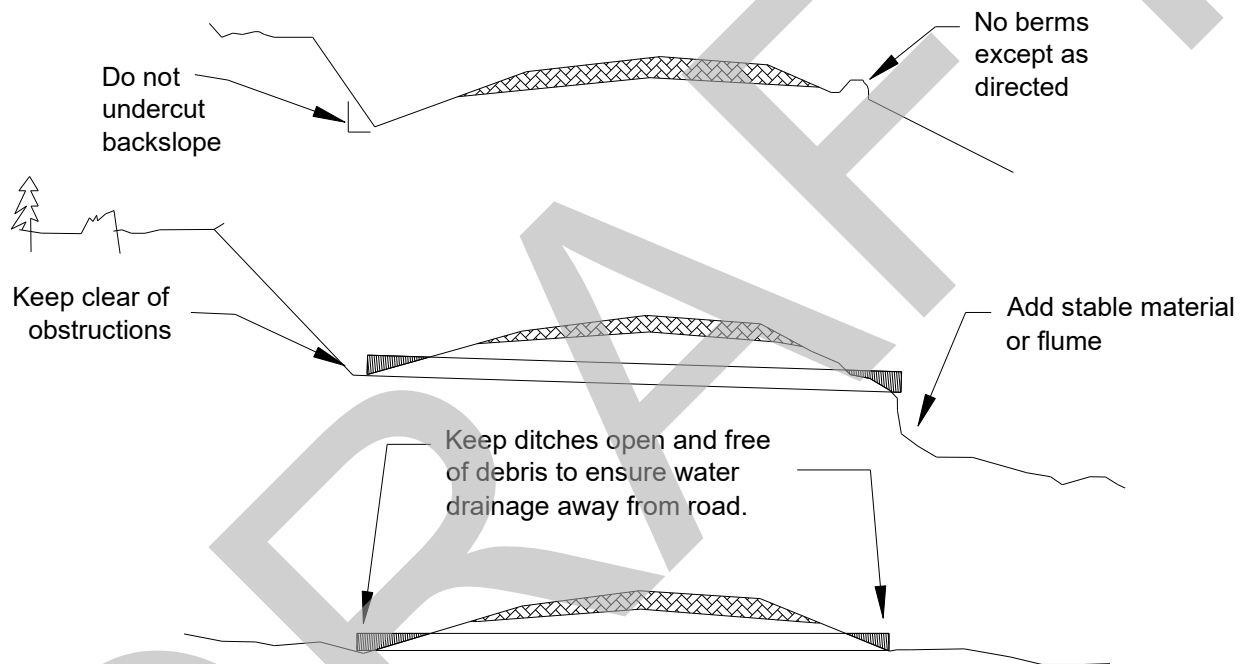 No berms
except as
directed
Do not
undercut
backslope
Keep clear of
obstructions
Add stable material
or flume
Keep ditches open and free
of debris to ensure water
drainage away from road.